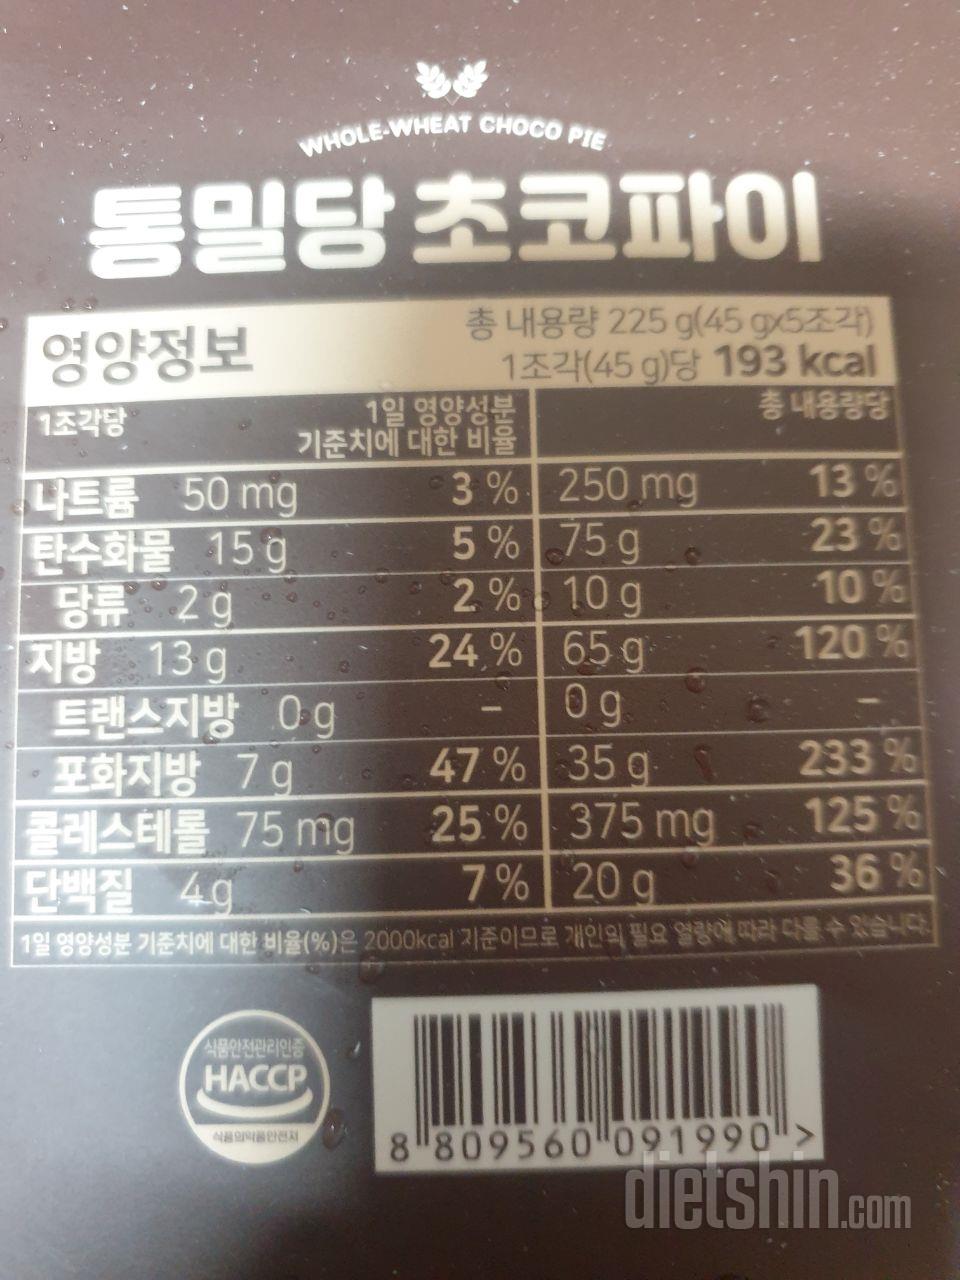 WHOLE-WHEAT CHOCO PIE
통밀당 초코파이
영양정보
총 내용량 225 g(45 gx5조각)
1조각(45 g)당 193 kcal
1조각당 1일 영양성분 기준치에 대한 비율 총 내용량당
나트륨 50 mg 3 % 250 mg 13 %
탄수화물 15 g 5 % 75 g 23 %
당류 2 g 2 % 10 g 10 %
지방 13 g 24 % 65 g 120 %
트랜스지방 0 g - 0 g -
포화지방 7 g 47 % 35 g 233 %
콜레스테롤 75 mg 25 % 375 mg 125 %
단백질 4 g 7 % 20 g 36 %
1일 영양성분 기준치에 대한 비율(%)은 2000kcal 기준이므로 개인의 필요 열량에 따라 다를 수 있습니다.
식품안전관리인증
HACCP
식품의약품안전처
8 809560 091990 >
dietshin.com